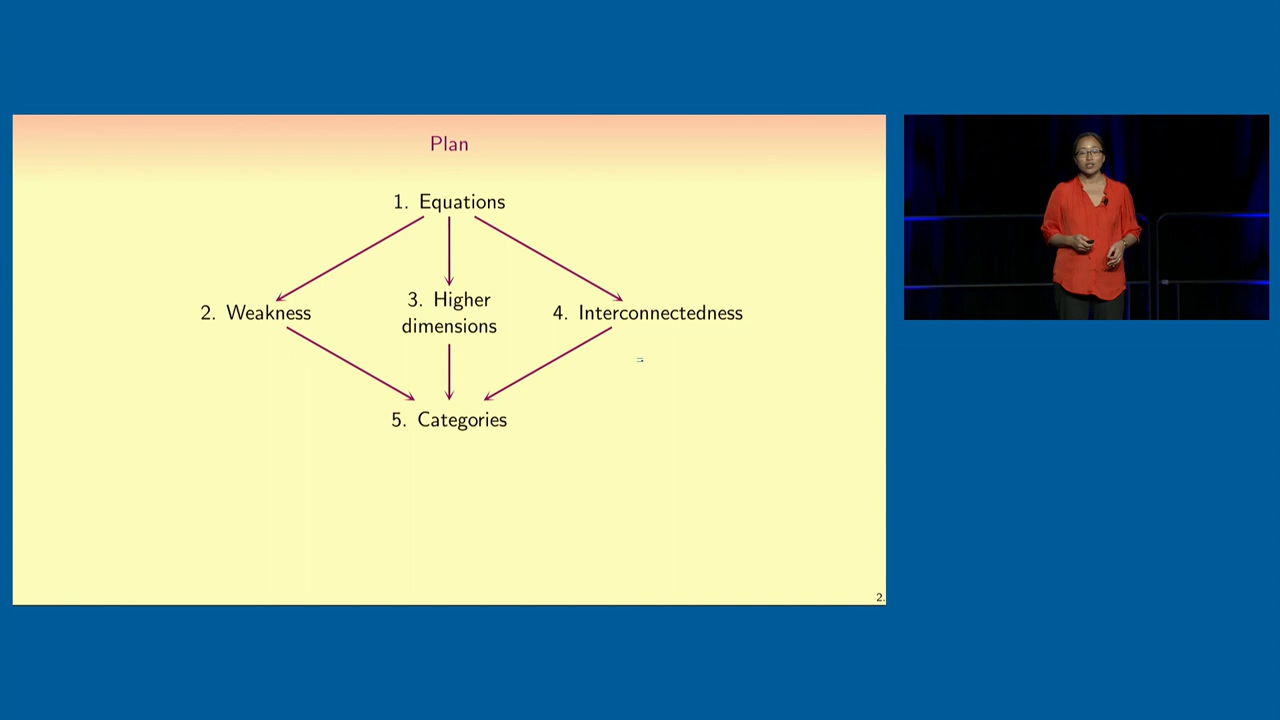 Plan
1. Equations
2. Weakness
3. Higher
dimensions
4. Interconnectedness
5. Categories
2.